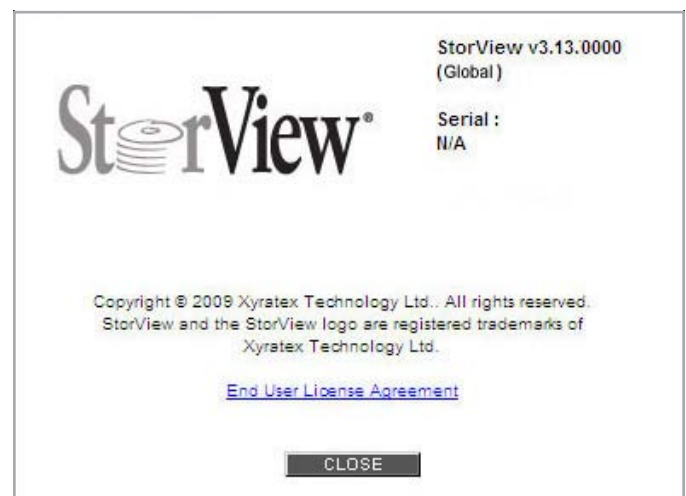 StorView®
StorView v3.13.0000
(Global)
Serial :
N/A
Copyright © 2009 Xyratex Technology Ltd.. All rights reserved.
StorView and the StorView logo are registered trademarks of
Xyratex Technology Ltd.
End User License Agreement
CLOSE